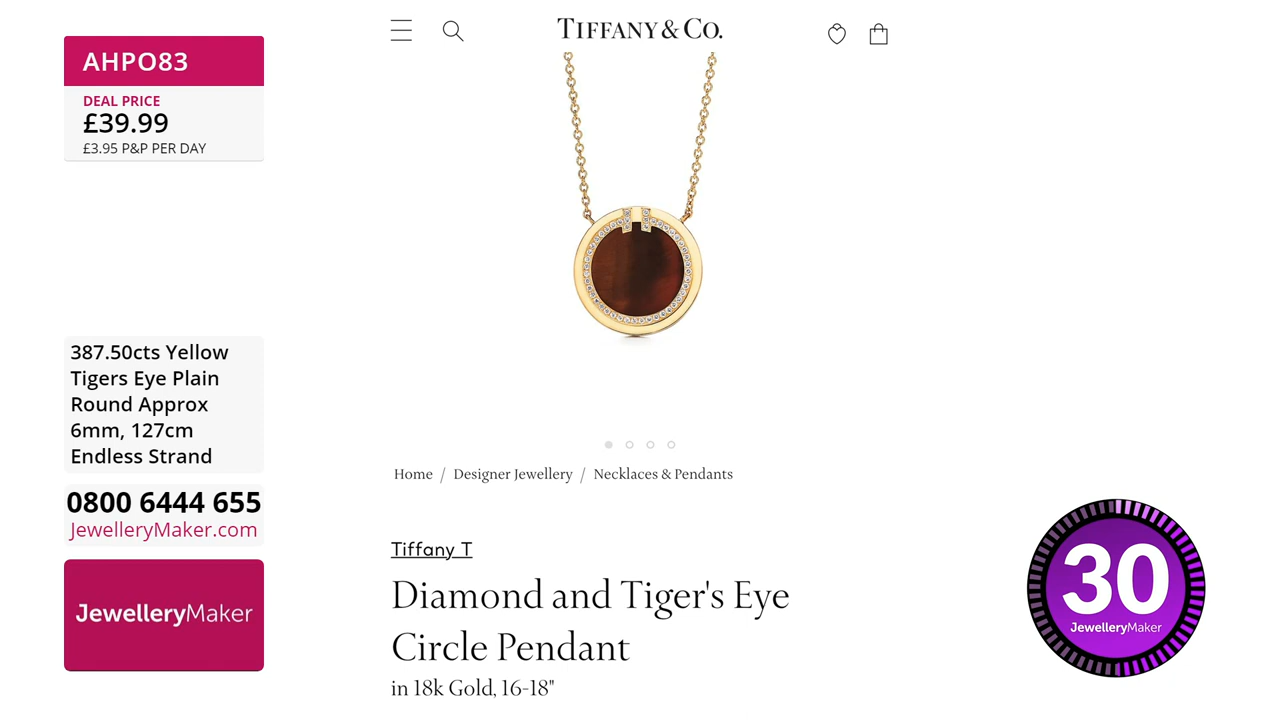 AHPO83
DEAL PRICE
£39.99
£3.95 P&P PER DAY
387.50cts Yellow
Tigers Eye Plain
Round Approx
6mm, 127cm
Endless Strand
0800 6444 655
JewelleryMaker.com
JewelleryMaker
TIFFANY & CO.
Home / Designer Jewellery / Necklaces & Pendants
Tiffany T
Diamond and Tiger's Eye
Circle Pendant
in 18k Gold, 16-18"
30
JewelleryMaker